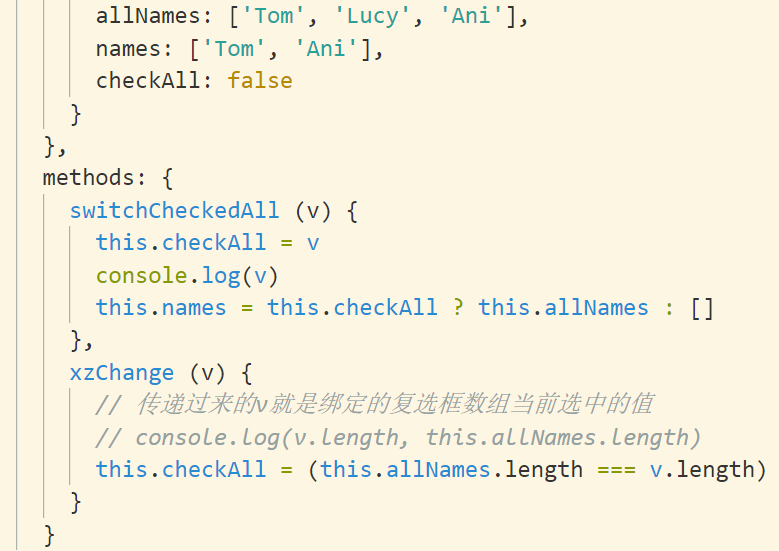 allNames: ['Tom', 'Lucy', 'Ani'],
names: ['Tom', 'Ani'],
checkAll: false
}
},
methods: {
switchCheckedAll (v) {
this.checkAll = v
console.log(v)
this.names = this.checkAll ? this.allNames : []
},
xzChange (v) {
// 传递过来的v就是绑定的复选框数组当前选中的值
// console.log(v.length, this.allNames.length)
this.checkAll = (this.allNames.length === v.length)
}
}